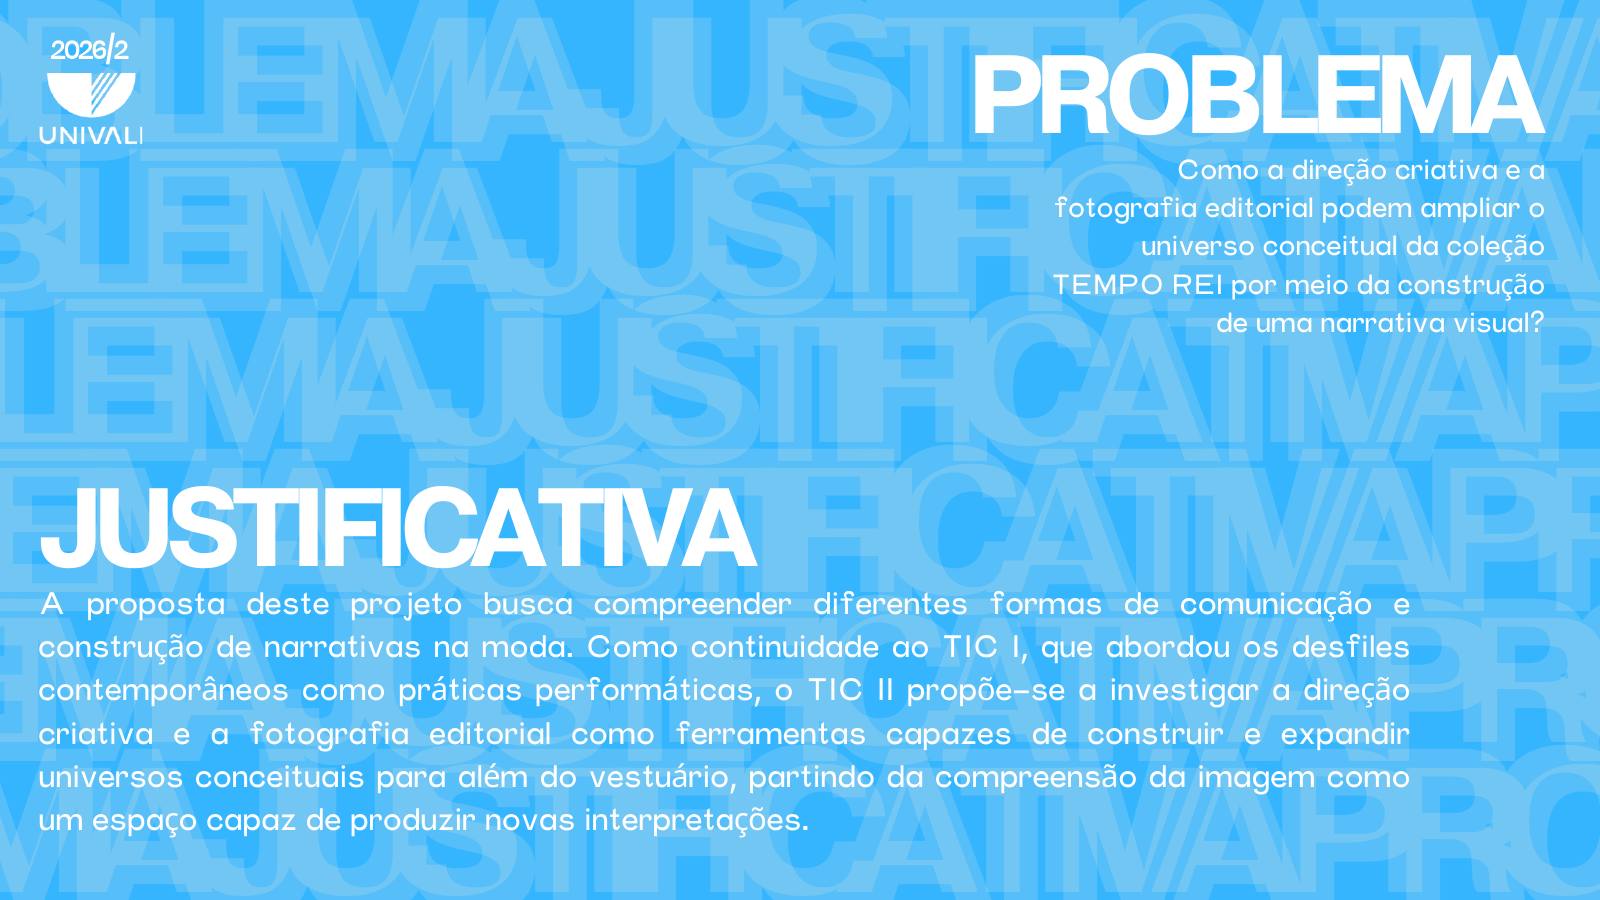 2026/2
UNIVALI
PROBLEMA
Como a direção criativa e a
fotografia editorial podem ampliar o
universo conceitual da coleção
TEMPO REI por meio da construção
de uma narrativa visual?
JUSTIFICATIVA
A proposta deste projeto busca compreender diferentes formas de comunicação e
construção de narrativas na moda. Como continuidade ao TIC I, que abordou os desfiles
contemporâneos como práticas performáticas, o TIC II propõe-se a investigar a direção
criativa e a fotografia editorial como ferramentas capazes de construir e expandir
universos conceituais para além do vestuário, partindo da compreensão da imagem como
um espaço capaz de produzir novas interpretações.